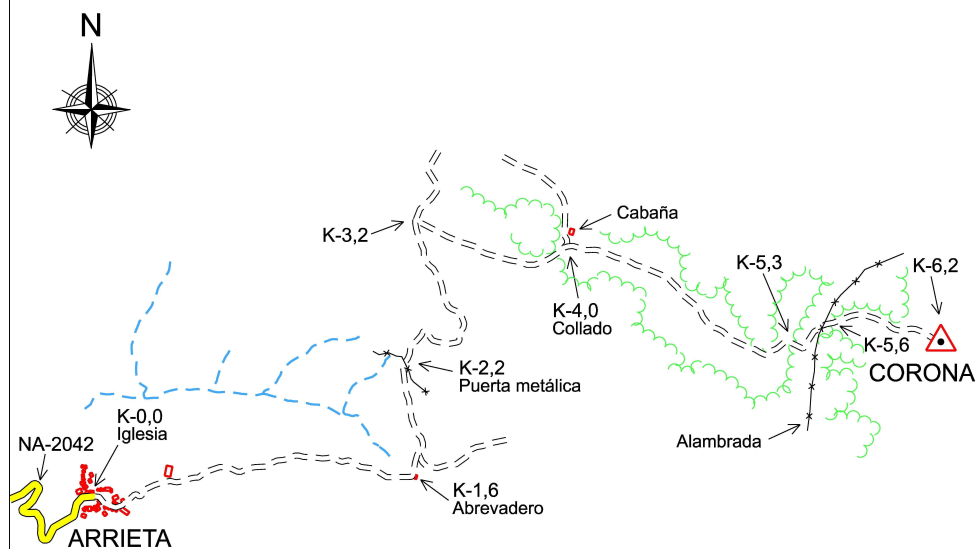 N
Cabaña
K-3,2
K-5,3
K-6,2
K-4,0
Collado
K-5,6
K-2,2
Puerta metálica
CORONA
K-0,0
Iglesia
NA-2042
Alambrada
K-1,6
Abrevadero
ARRIETA